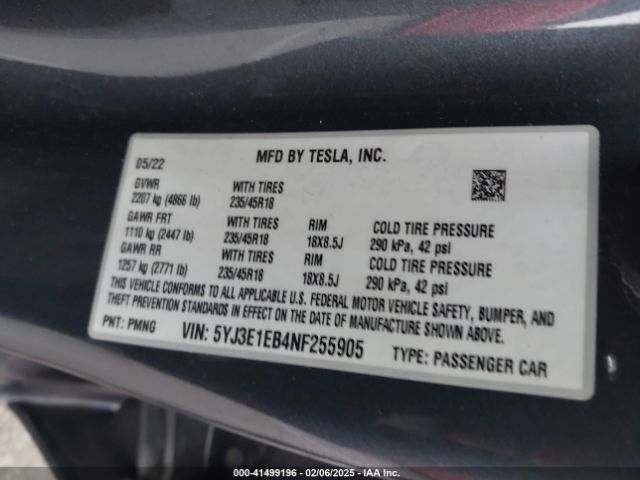 MFD BY TESLA, INC.
05/22
GVWR WITH TIRES
2207 kg (4866 lb) 235/45R18
GAWR FRT WITH TIRES RIM COLD TIRE PRESSURE
1110 kg (2447 lb) 235/45R18 18X8.5J 290 kPa, 42 psi
GAWR RR WITH TIRES RIM COLD TIRE PRESSURE
1257 kg (2771 lb) 235/45R18 18X8.5J 290 kPa, 42 psi
THIS VEHICLE CONFORMS TO ALL APPLICABLE U.S. FEDERAL MOTOR VEHICLE SAFETY, BUMPER, AND
THEFT PREVENTION STANDARDS IN EFFECT ON THE DATE OF MANUFACTURE SHOWN ABOVE.
PNT: PMNG VIN: 5YJ3E1EB4NF255905 TYPE: PASSENGER CAR
000-41499196 - 02/06/2025 - IAA Inc.